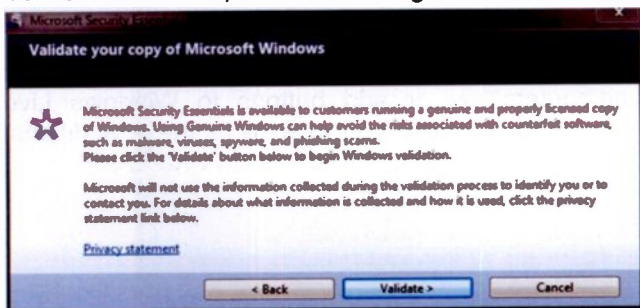 Microsoft Security Essentials
Validate your copy of Microsoft Windows
Microsoft Security Essentials is available to customers running a genuine and properly licensed copy
of Windows. Using Genuine Windows can help avoid the risks associated with counterfeit software,
such as malware, viruses, spyware, and phishing scams.
Please click the 'Validate' button below to begin Windows validation.
Microsoft will not use the information collected during the validation process to identify you or to
contact you. For details about what information is collected and how it is used, click the privacy
statement link below.
Privacy statement
< Back
Validate >
Cancel